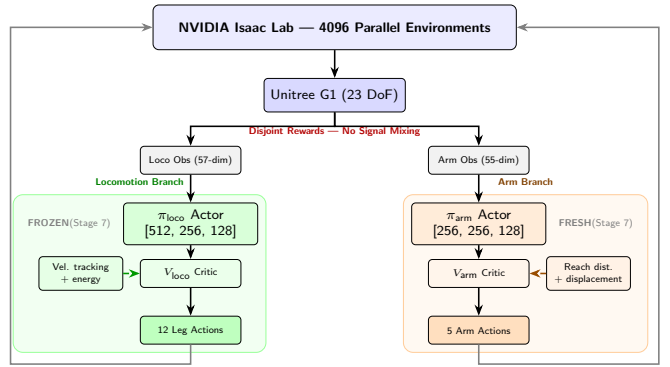 NVIDIA Isaac Lab — 4096 Parallel Environments
Unitree G1 (23 DoF)
Disjoint Rewards — No Signal Mixing
Loco Obs (57-dim)
Arm Obs (55-dim)
Locomotion Branch
Arm Branch
FROZEN(Stage 7)
π_loco Actor
[512, 256, 128]
π_arm Actor
[256, 256, 128]
FRESH(Stage 7)
Vel. tracking
+ energy
V_loco Critic
V_arm Critic
Reach dist.
+ displacement
12 Leg Actions
5 Arm Actions